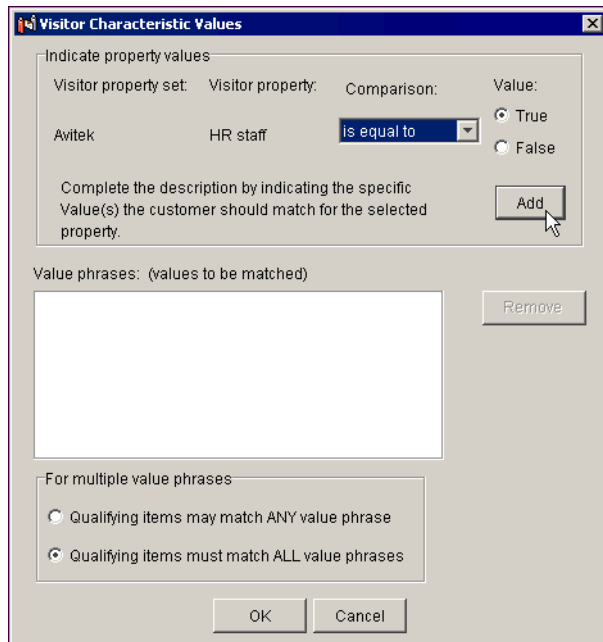 Visitor Characteristic Values
Indicate property values
Visitor property set: Visitor property: Comparison: Value:
Avitek HR staff is equal to True
False
Complete the description by indicating the specific
Value(s) the customer should match for the selected
property.
Add
Value phrases: (values to be matched)
Remove
For multiple value phrases
Qualifying items may match ANY value phrase
Qualifying items must match ALL value phrases
OK Cancel